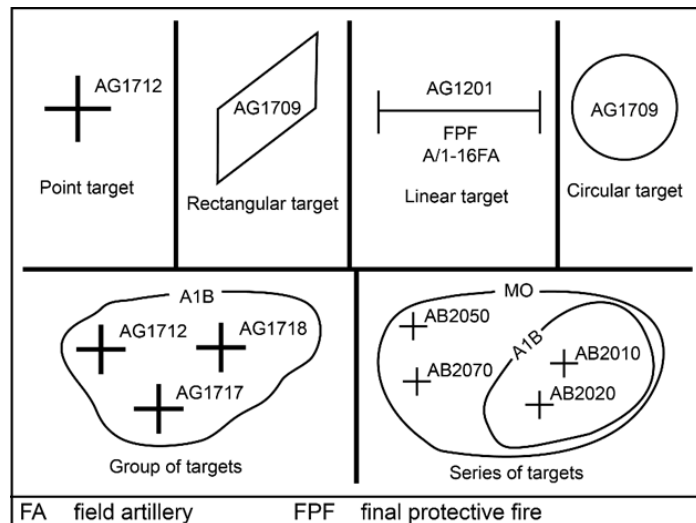 AG1712
Point target
AG1709
Rectangular target
AG1201
FPF
A/1-16FA
Linear target
AG1709
Circular target
A1B
AG1712
AG1718
AG1717
Group of targets
MO
AB2050
A1B
AB2070
AB2010
AB2020
Series of targets
FA field artillery FPF final protective fire